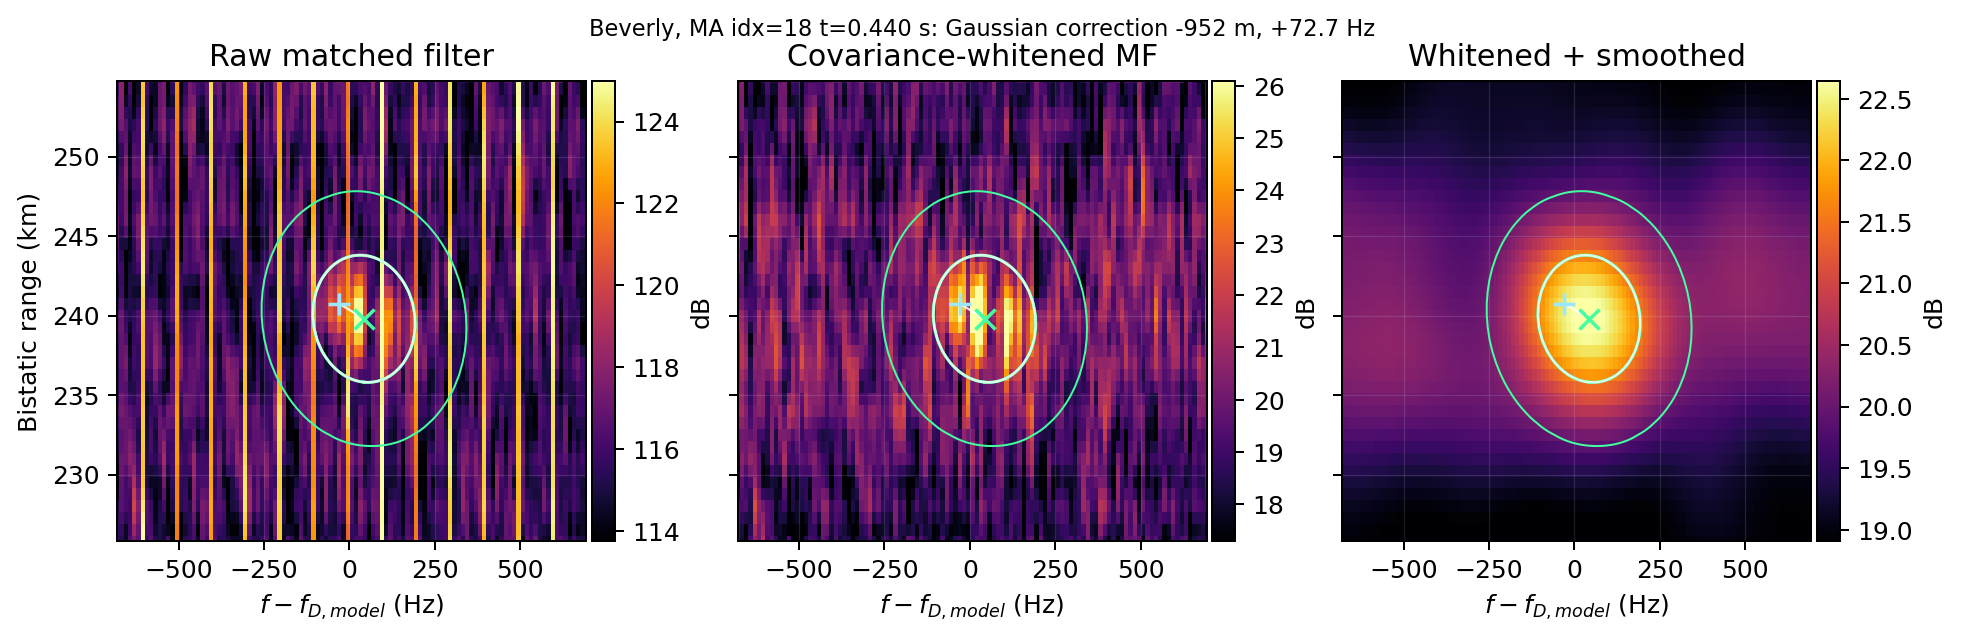 Beverly, MA idx=18 t=0.440 s: Gaussian correction -952 m, +72.7 Hz
Raw matched filter
Covariance-whitened MF
Whitened + smoothed
Bistatic range (km)
250
245
240
235
230
−500 −250 0 250 500
f − f_{D, model} (Hz)
124
122
120
118
116
114
dB
−500 −250 0 250 500
f − f_{D, model} (Hz)
26
25
24
23
22
21
20
19
18
dB
−500 −250 0 250 500
f − f_{D, model} (Hz)
22.5
22.0
21.5
21.0
20.5
20.0
19.5
19.0
dB